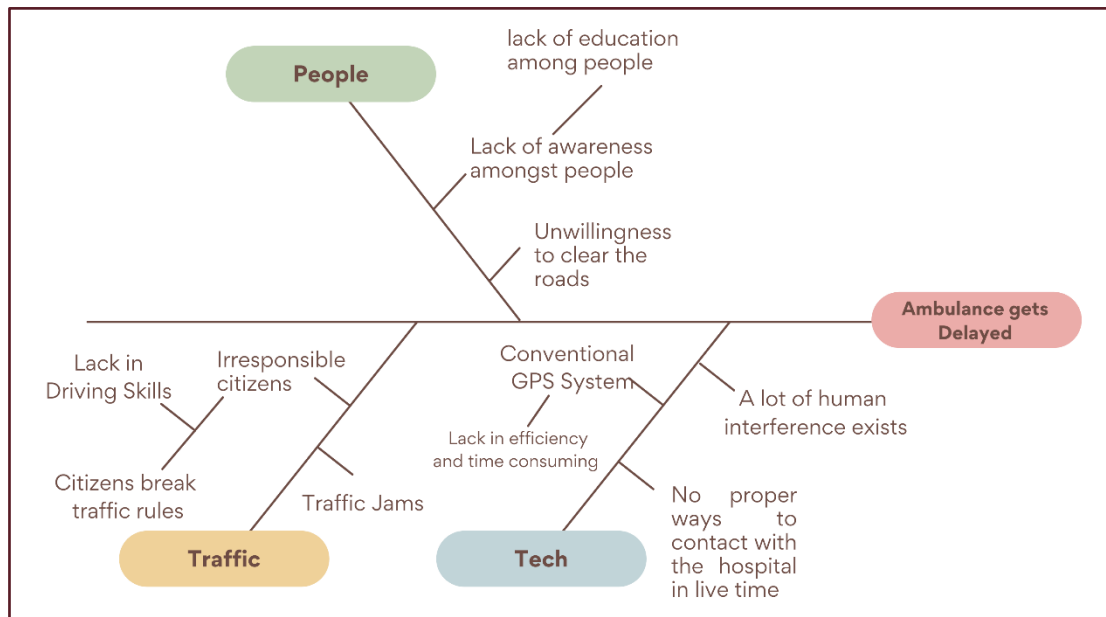 People
lack of education
among people
Lack of awareness
amongst people
Unwillingness
to clear the
roads
Ambulance gets
Delayed
Lack in
Driving Skills
Irresponsible
citizens
Citizens break
traffic rules
Traffic Jams
Traffic
Conventional
GPS System
Lack in efficiency
and time consuming
A lot of human
interference exists
No proper
ways to
contact with
the hospital
in live time
Tech